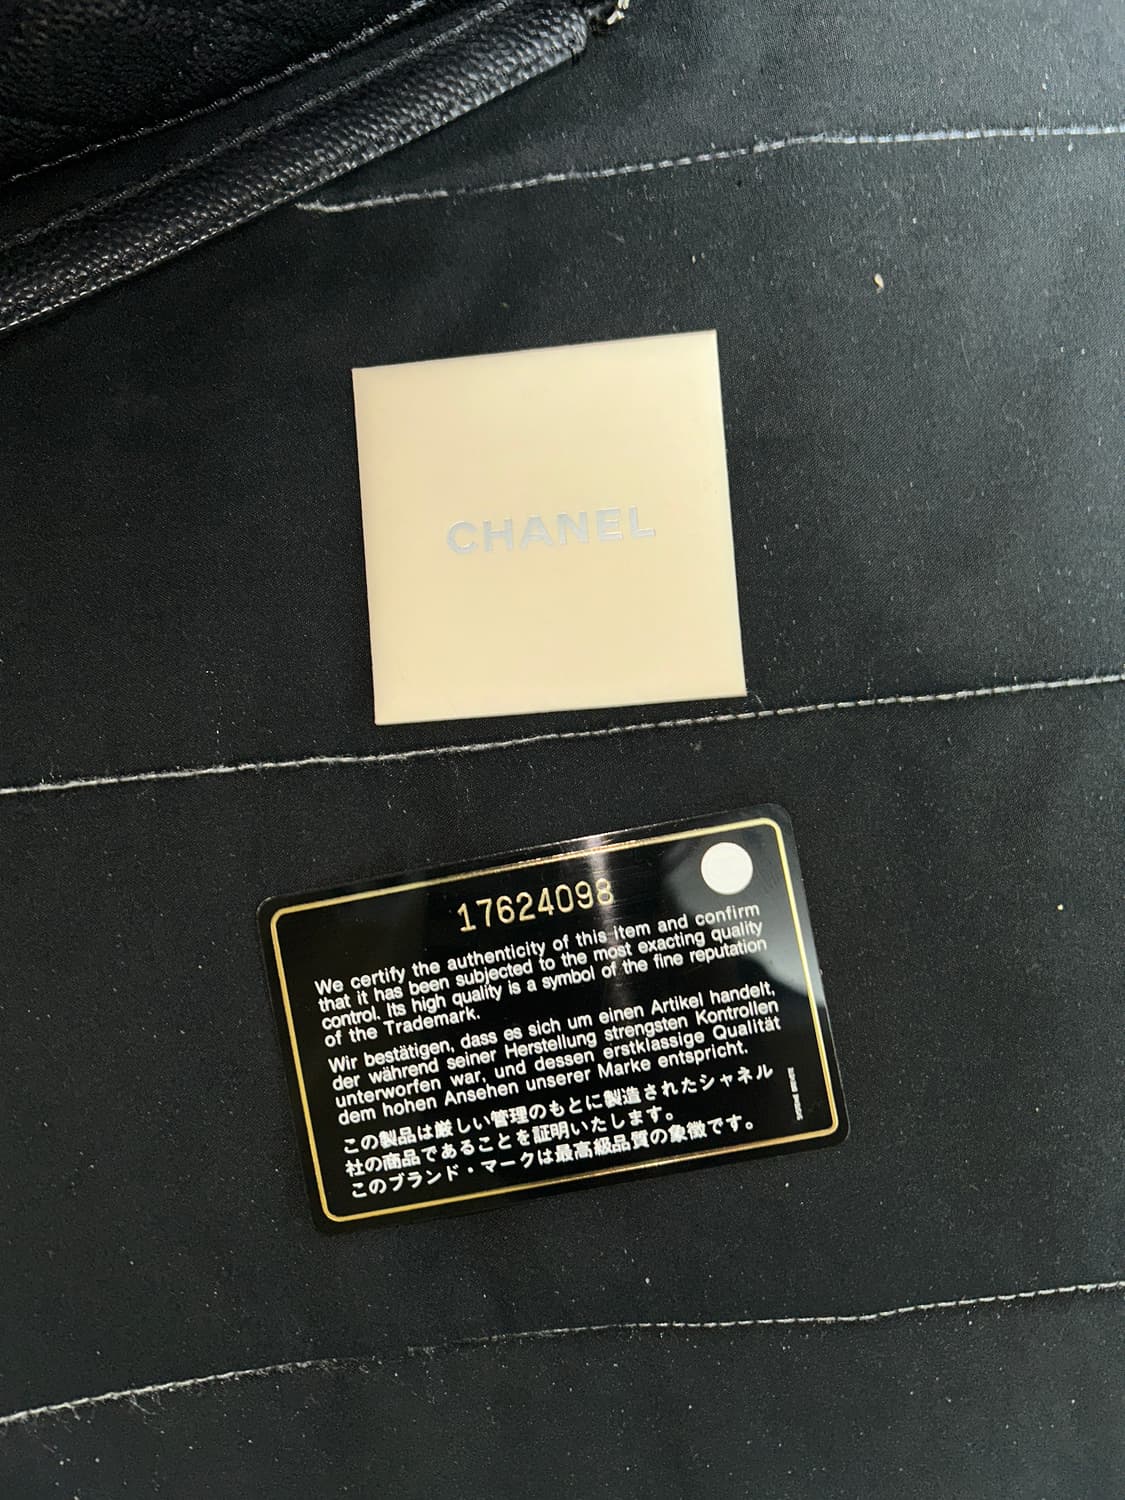 CHANEL
17624098
We certify the authenticity of this item and confirm
that it has been subjected to the most exacting quality
control. Its high quality is a symbol of the fine reputation
of the Trademark.
Wir bestätigen, dass es sich um einen Artikel handelt,
der während seiner Herstellung strengsten Kontrollen
unterworfen war, und dessen erstklassige Qualität
dem hohen Ansehen unserer Marke entspricht.
この製品は厳しい管理のもとに製造されたシャネル
社の商品であることを証明いたします。
このブランド・マークは最高級品質の象徴です。